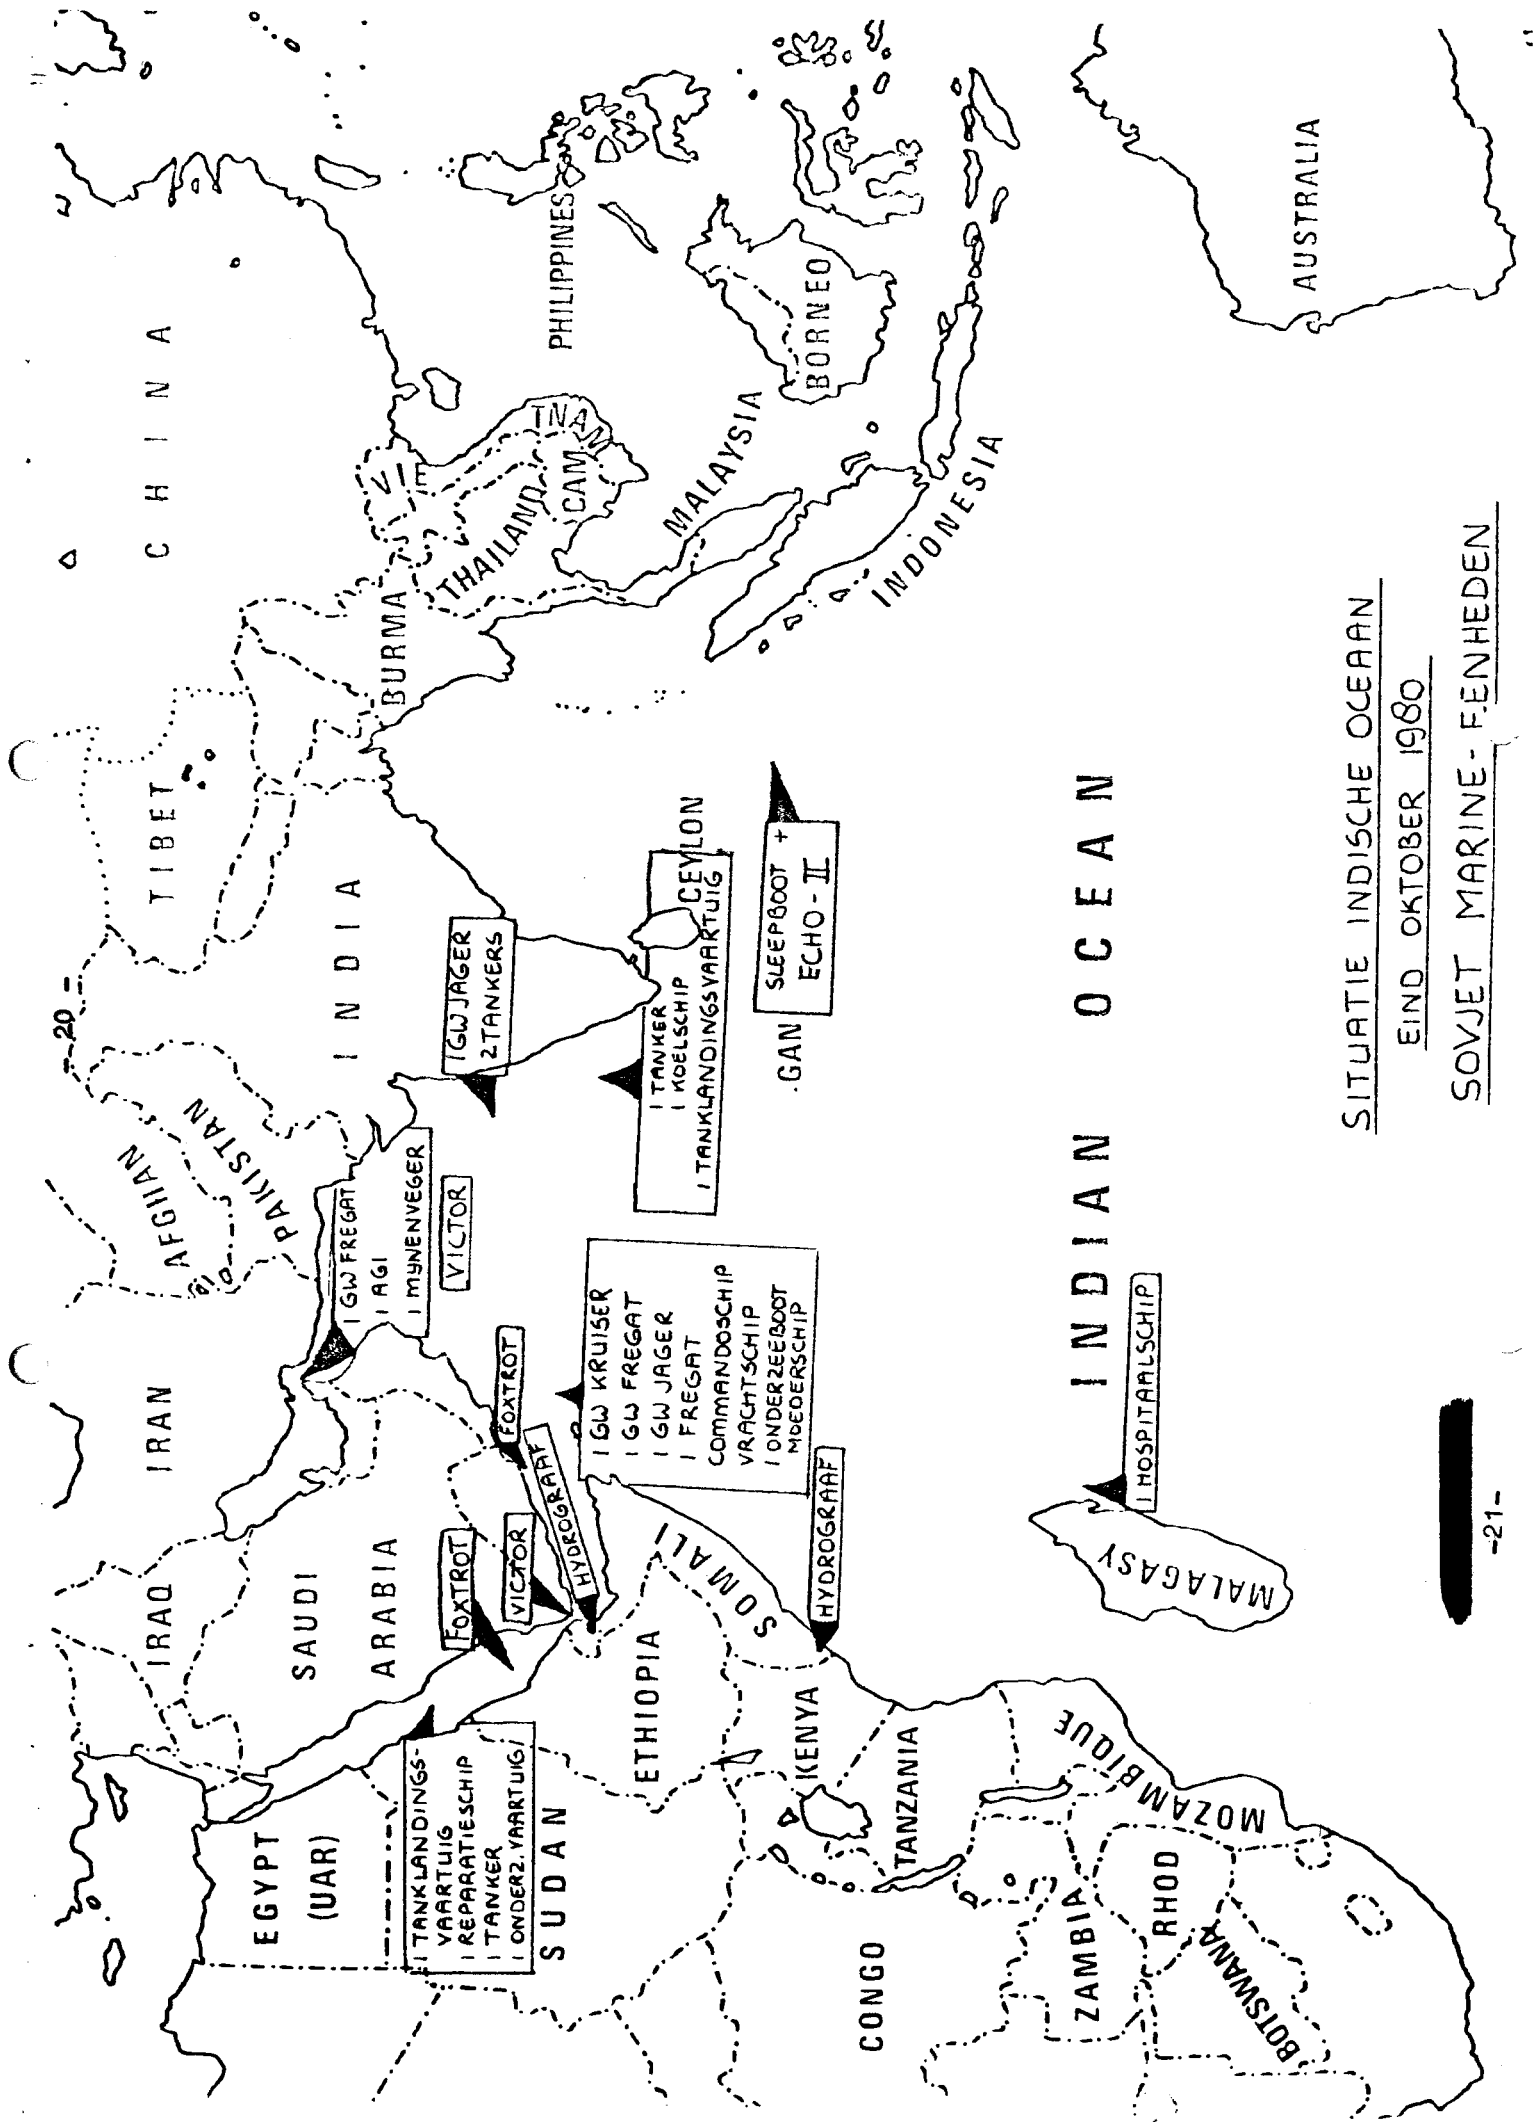 - 20 -
CHINA
TIBET
AFGHAN
PAKISTAN
IRAN
IRAQ
INDIA
BURMA
VIETNAM
THAILAND
CAM
PHILIPPINES
MALAYSIA
BORNEO
INDONESIA
AUSTRALIA
CEYLON
.GAN
SAUDI
ARABIA
EGYPT
(UAR)
SUDAN
ETHIOPIA
SOMALI
KENYA
TANZANIA
CONGO
ZAMBIA
RHOD
BOTSWANA
MOZAMBIQUE
MALAGASY
INDIAN OCEAN
1 TANKLANDINGS-
VAARTUIG
1 REPARATIESCHIP
1 TANKER
1 ONDERZ. VAARTUIG
FOXTROT
VICTOR
HYDROGRAAF
FOXTROT
1 GW FREGAT
1 AGI
1 MYNENVEGER
VICTOR
1 GW JAGER
2 TANKERS
1 TANKER
1 KOELSCHIP
1 TANKLANDINGSVAARTUIG
SLEEPBOOT +
ECHO-II
1 GW KRUISER
1 GW FREGAT
1 GW JAGER
1 FREGAT
COMMANDOSCHIP
VRACHTSCHIP
1 ONDERZEEBOOT
MOEDERSCHIP
HYDROGRAAF
1 HOSPITAALSCHIP
SITUATIE INDISCHE OCEAAN
EIND OKTOBER 1980
SOVJET MARINE-EENHEDEN
-21-